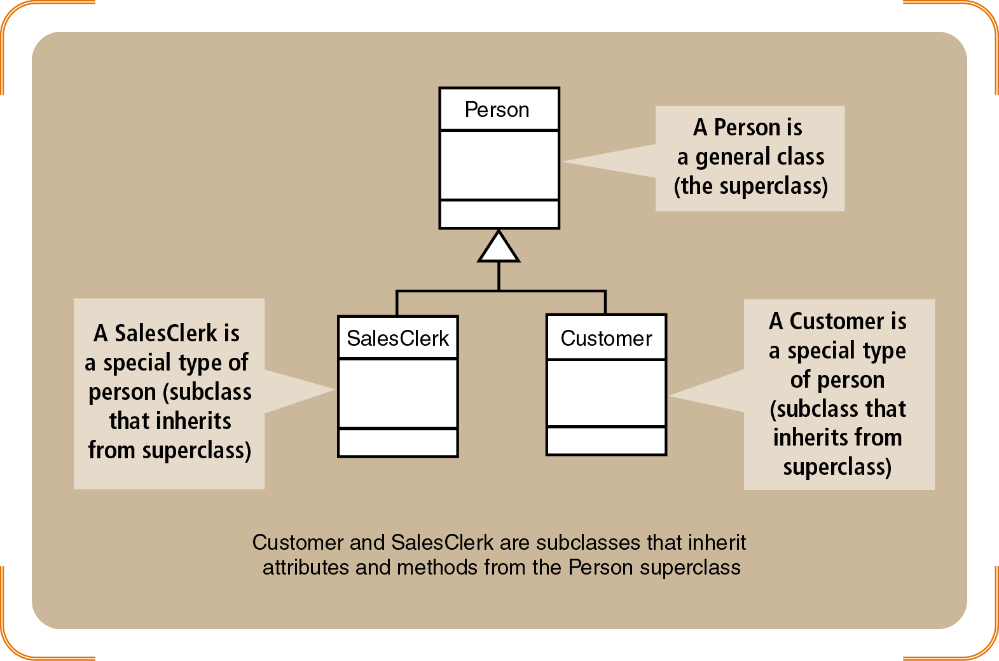 Person
A Person is
a general class
(the superclass)
SalesClerk
Customer
A SalesClerk is
a special type of
person (subclass
that inherits
from superclass)
A Customer is
a special type
of person
(subclass that
inherits from
superclass)
Customer and SalesClerk are subclasses that inherit
attributes and methods from the Person superclass